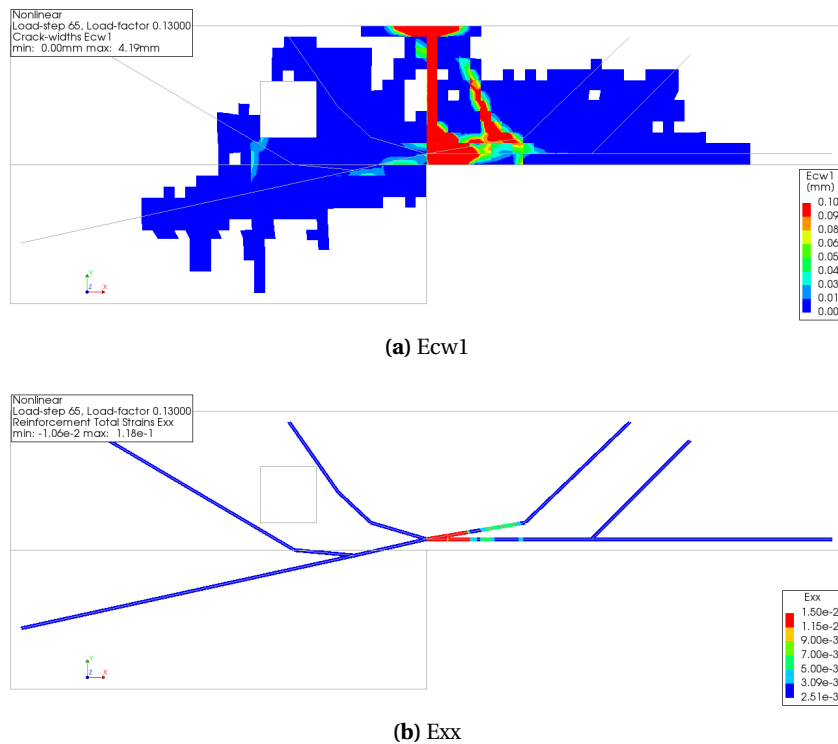 Nonlinear
Load-step 65, Load-factor 0.13000
Crack-widths Ecw1
min: 0.00mm max: 4.19mm
Ecw1
(mm)
0.10
0.09
0.08
0.06
0.05
0.04
0.03
0.01
0.00
Y
Z X
(a) Ecw1
Nonlinear
Load-step 65, Load-factor 0.13000
Reinforcement Total Strains Exx
min: -1.06e-2 max: 1.18e-1
Exx
1.50e-2
1.15e-2
9.00e-3
7.00e-3
5.00e-3
3.09e-3
2.51e-3
Y
Z X
(b) Exx